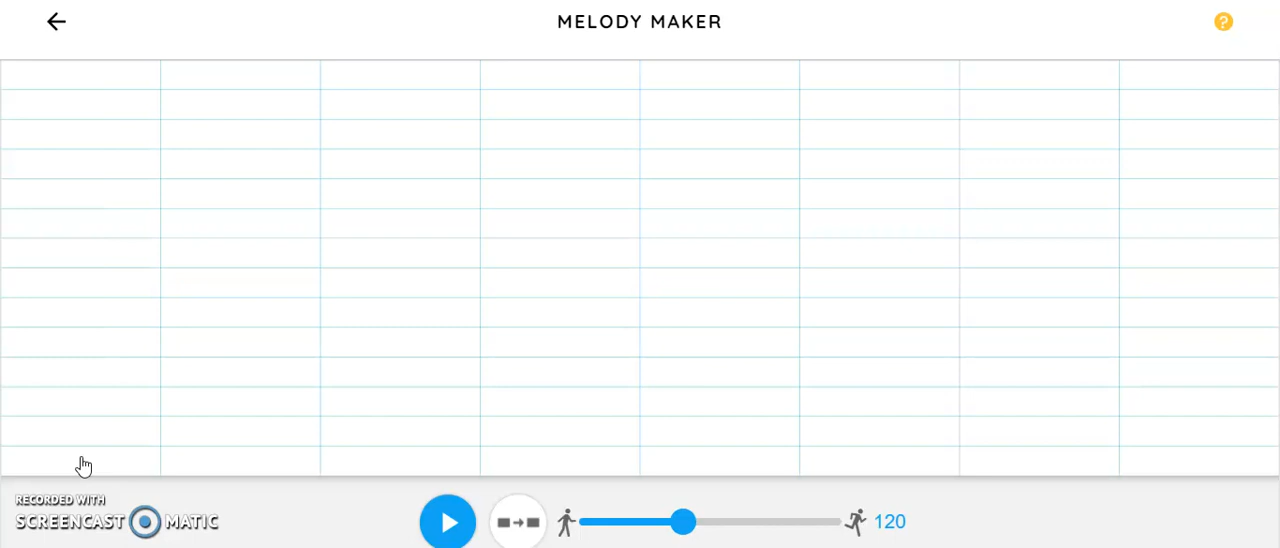 MELODY MAKER
?
RECORDED WITH
SCREENCAST MATIC
120